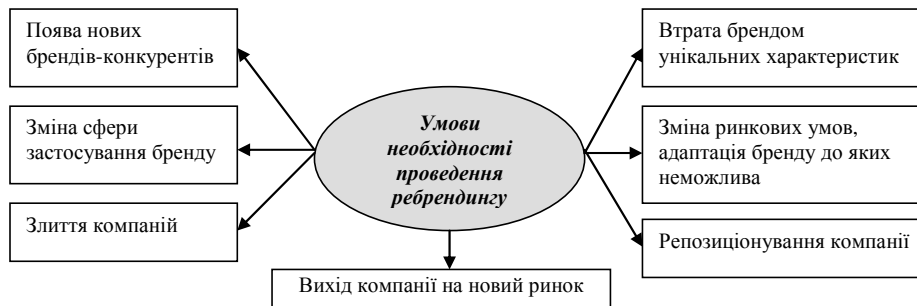 Поява нових
брендів-конкурентів
Зміна сфери
застосування бренду
Злиття компаній
Умови
необхідності
проведення
ребрендингу
Втрата брендом
унікальних характеристик
Зміна ринкових умов,
адаптація бренду до яких
неможлива
Репозиціонування компанії
Вихід компанії на новий ринок